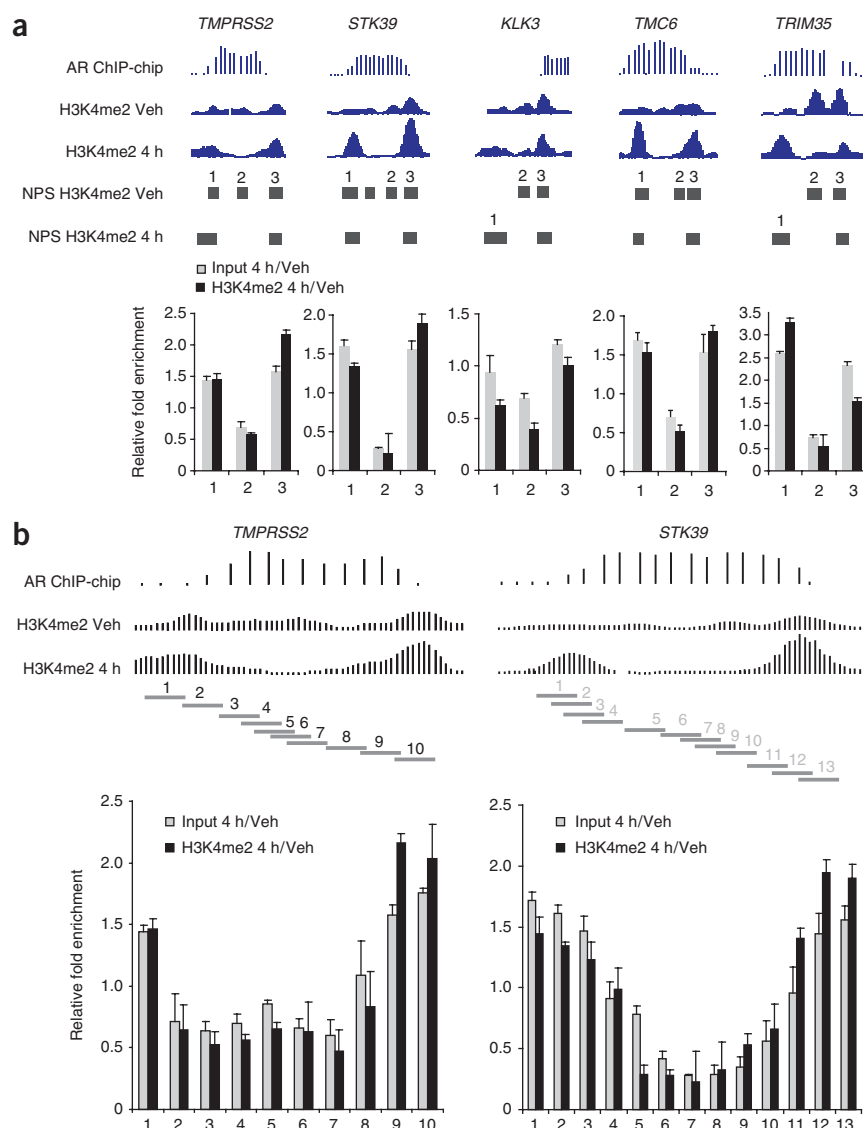 a
TMPRSS2 STK39 KLK3 TMC6 TRIM35
AR ChIP-chip
H3K4me2 Veh
H3K4me2 4 h
1 2 3 1 2 3 2 3 1 2 3 2 3
NPS H3K4me2 Veh
1 1
NPS H3K4me2 4 h
Input 4 h/Veh
H3K4me2 4 h/Veh
Relative fold enrichment
2.5 2.0 1.5 1.0 0.5 0
2.0 1.5 1.0 0.5 0
1.5 1.0 0.5 0
2.0 1.5 1.0 0.5 0
3.5 3.0 2.5 2.0 1.5 1.0 0.5 0
1 2 3 1 2 3 1 2 3 1 2 3 1 2 3
b
TMPRSS2 STK39
AR ChIP-chip
H3K4me2 Veh
H3K4me2 4 h
1 2 3 4 5 6 7 8 9 10
1 2 3 4 5 6 7 8 9 10 11 12 13
Relative fold enrichment
2.5 2.0 1.5 1.0 0.5 0
Input 4 h/Veh
H3K4me2 4 h/Veh
1 2 3 4 5 6 7 8 9 10
2.5 2.0 1.5 1.0 0.5 0
Input 4 h/Veh
H3K4me2 4 h/Veh
1 2 3 4 5 6 7 8 9 10 11 12 13